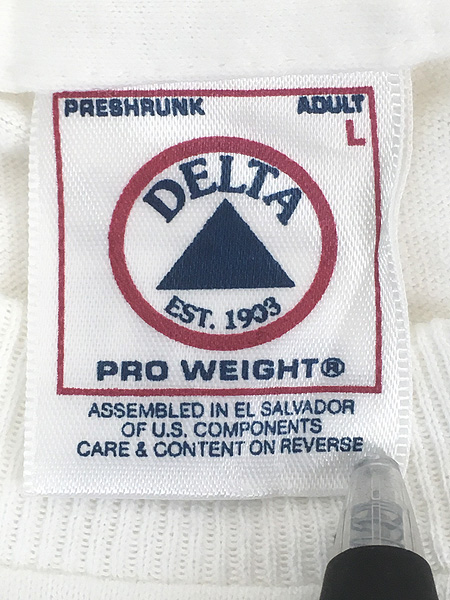 PRESHRUNK ADULT
L
DELTA
EST. 1903
PRO WEIGHT®
ASSEMBLED IN EL SALVADOR
OF U.S. COMPONENTS
CARE & CONTENT ON REVERSE